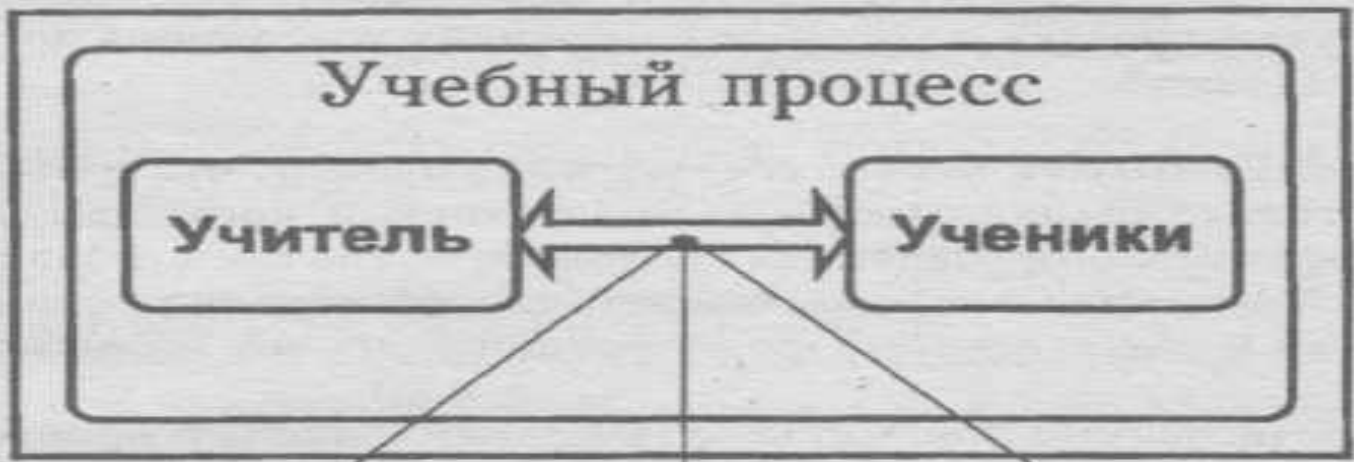 Учебный процесс
Учитель
Ученики